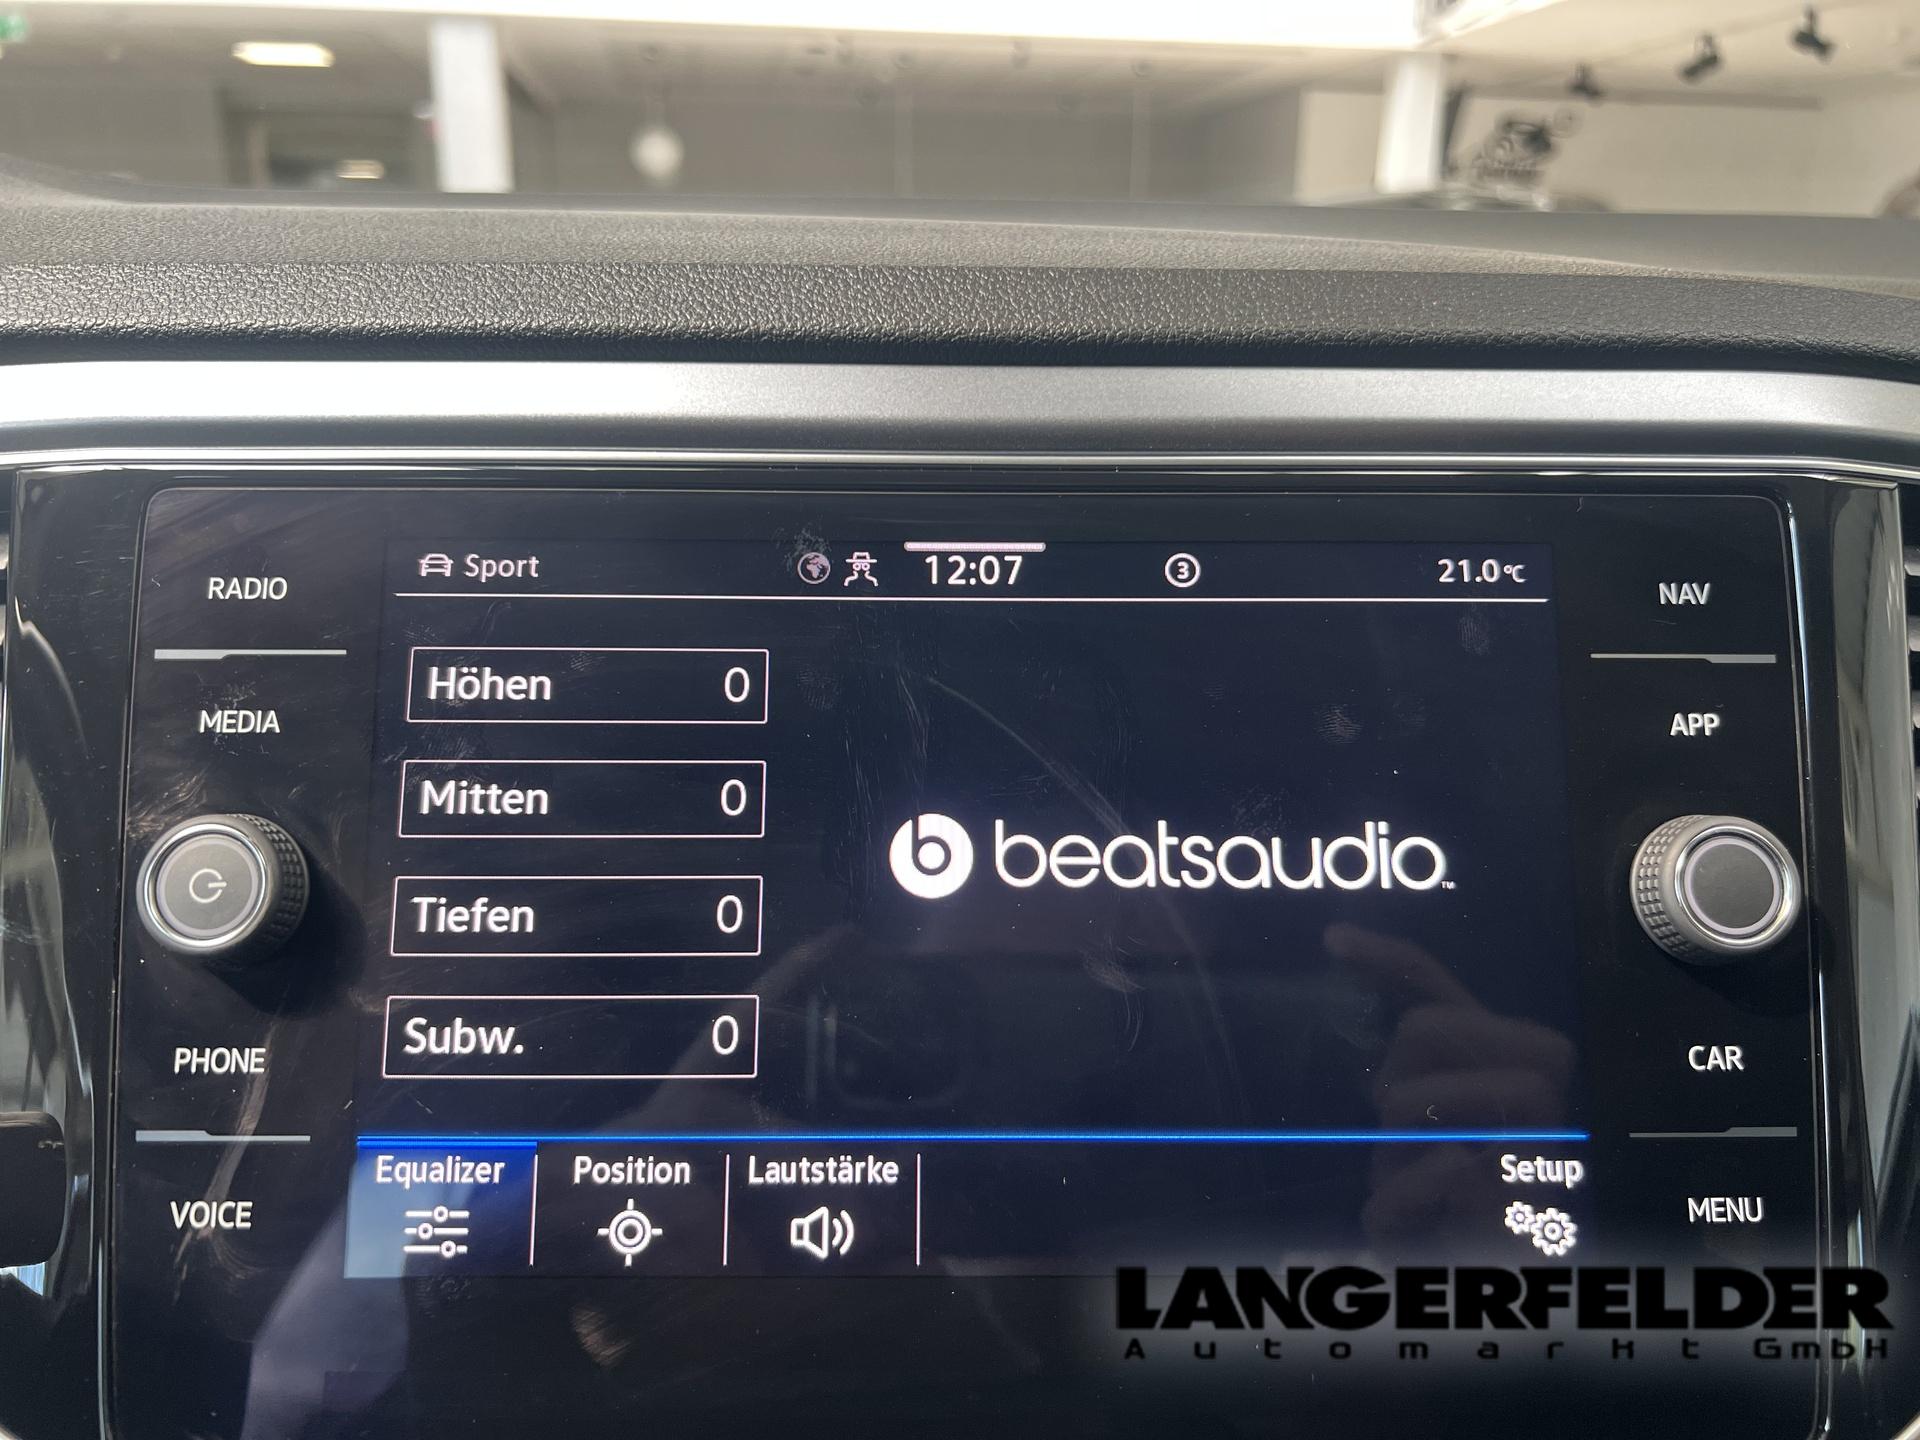 Sport 12:07 3 21.0°C
RADIO
MEDIA
PHONE
VOICE
Höhen 0
Mitten 0
Tiefen 0
Subw. 0
b beatsaudio™
NAV
APP
CAR
MENU
Equalizer Position Lautstärke Setup
LANGERFELDER
Automarkt GmbH